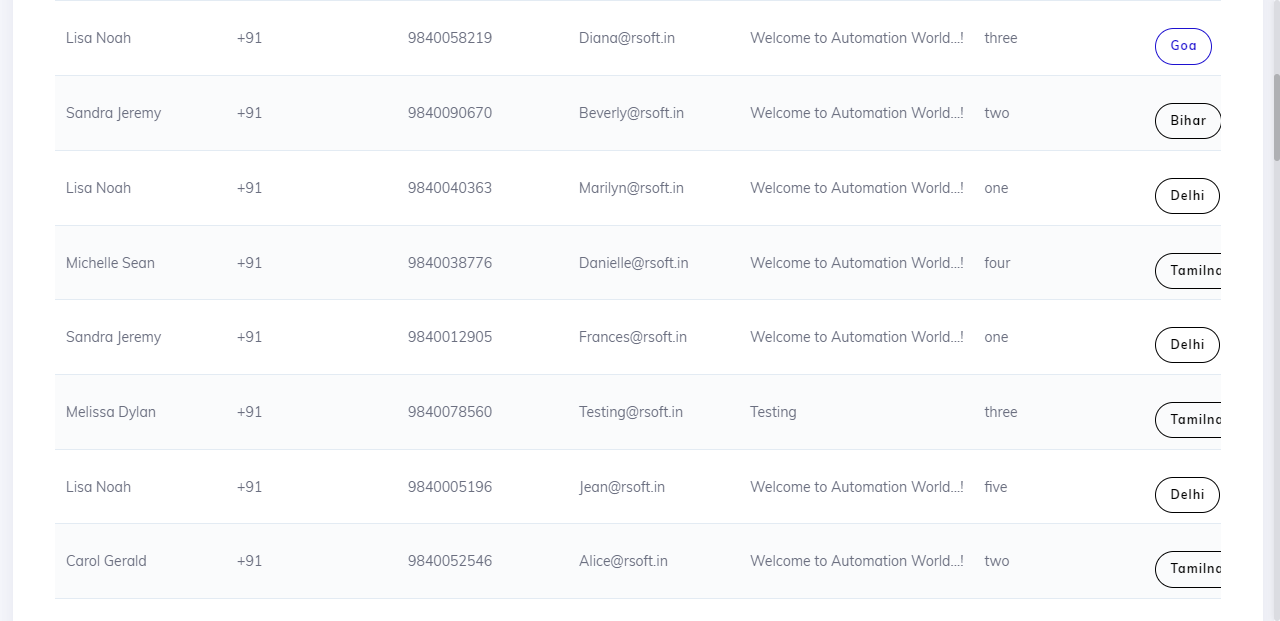 Lisa Noah +91 9840058219 Diana@rsoft.in Welcome to Automation World...! three Goa
Sandra Jeremy +91 9840090670 Beverly@rsoft.in Welcome to Automation World...! two Bihar
Lisa Noah +91 9840040363 Marilyn@rsoft.in Welcome to Automation World...! one Delhi
Michelle Sean +91 9840038776 Danielle@rsoft.in Welcome to Automation World...! four Tamilna
Sandra Jeremy +91 9840012905 Frances@rsoft.in Welcome to Automation World...! one Delhi
Melissa Dylan +91 9840078560 Testing@rsoft.in Testing three Tamilna
Lisa Noah +91 9840005196 Jean@rsoft.in Welcome to Automation World...! five Delhi
Carol Gerald +91 9840052546 Alice@rsoft.in Welcome to Automation World...! two Tamilna